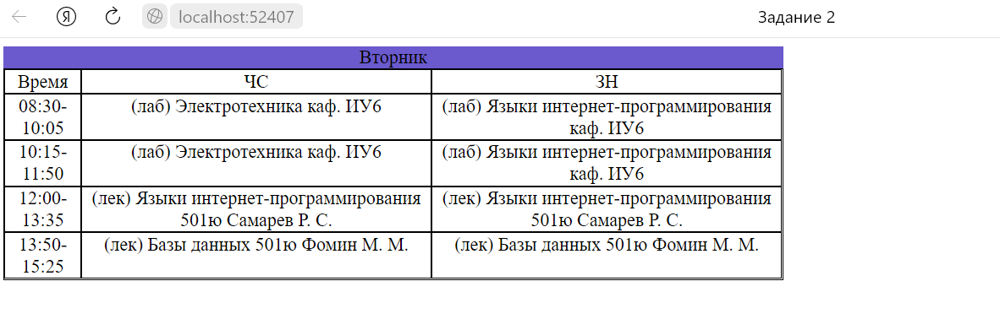 Я localhost:52407 Задание 2
Вторник
Время ЧС ЗН
08:30- (лаб) Электротехника каф. ИУ6 (лаб) Языки интернет-программирования
10:05 каф. ИУ6
10:15- (лаб) Электротехника каф. ИУ6 (лаб) Языки интернет-программирования
11:50 каф. ИУ6
12:00- (лек) Языки интернет-программирования (лек) Языки интернет-программирования
13:35 501ю Самарев Р. С. 501ю Самарев Р. С.
13:50- (лек) Базы данных 501ю Фомин М. М. (лек) Базы данных 501ю Фомин М. М.
15:25